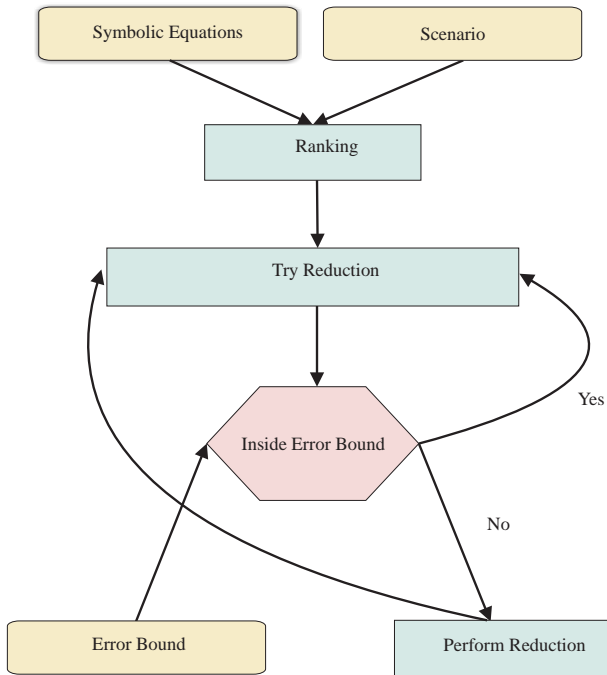 Symbolic Equations
Scenario
Ranking
Try Reduction
Inside Error Bound
Yes
No
Error Bound
Perform Reduction